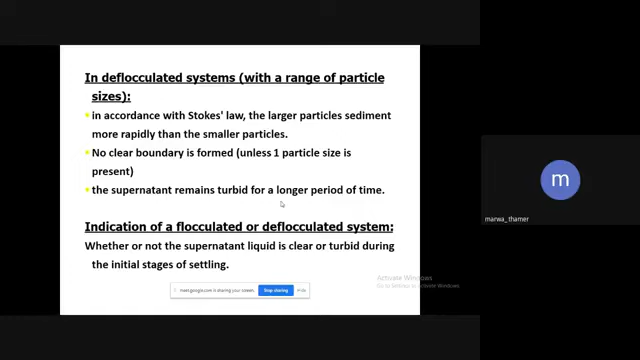 In deflocculated systems (with a range of particle
sizes):
in accordance with Stokes' law, the larger particles sediment
more rapidly than the smaller particles.
No clear boundary is formed (unless 1 particle size is
present)
the supernatant remains turbid for a longer period of time.
Indication of a flocculated or deflocculated system:
Whether or not the supernatant liquid is clear or turbid during
the initial stages of settling.
meet.google.com is sharing your screen.
Stop sharing
Hide
m
marwa_thamer
Activate Windows
Go to Settings to activate Windows.